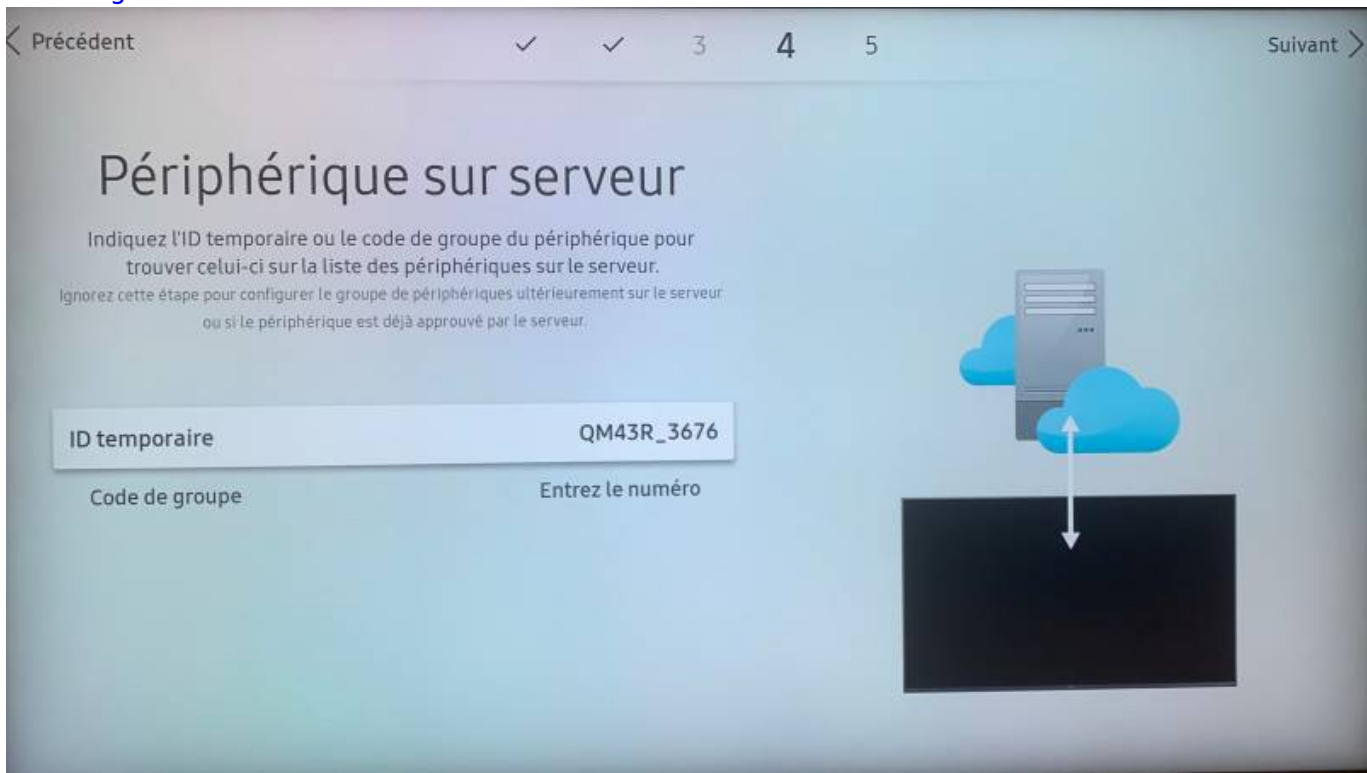 Précédent
3
4
5
Suivant
Périphérique sur serveur
Indiquez l'ID temporaire ou le code de groupe du périphérique pour
trouver celui-ci sur la liste des périphériques sur le serveur.
Ignorez cette étape pour configurer le groupe de périphériques ultérieurement sur le serveur
ou si le périphérique est déjà approuvé par le serveur.
ID temporaire QM43R_3676
Code de groupe Entrez le numéro